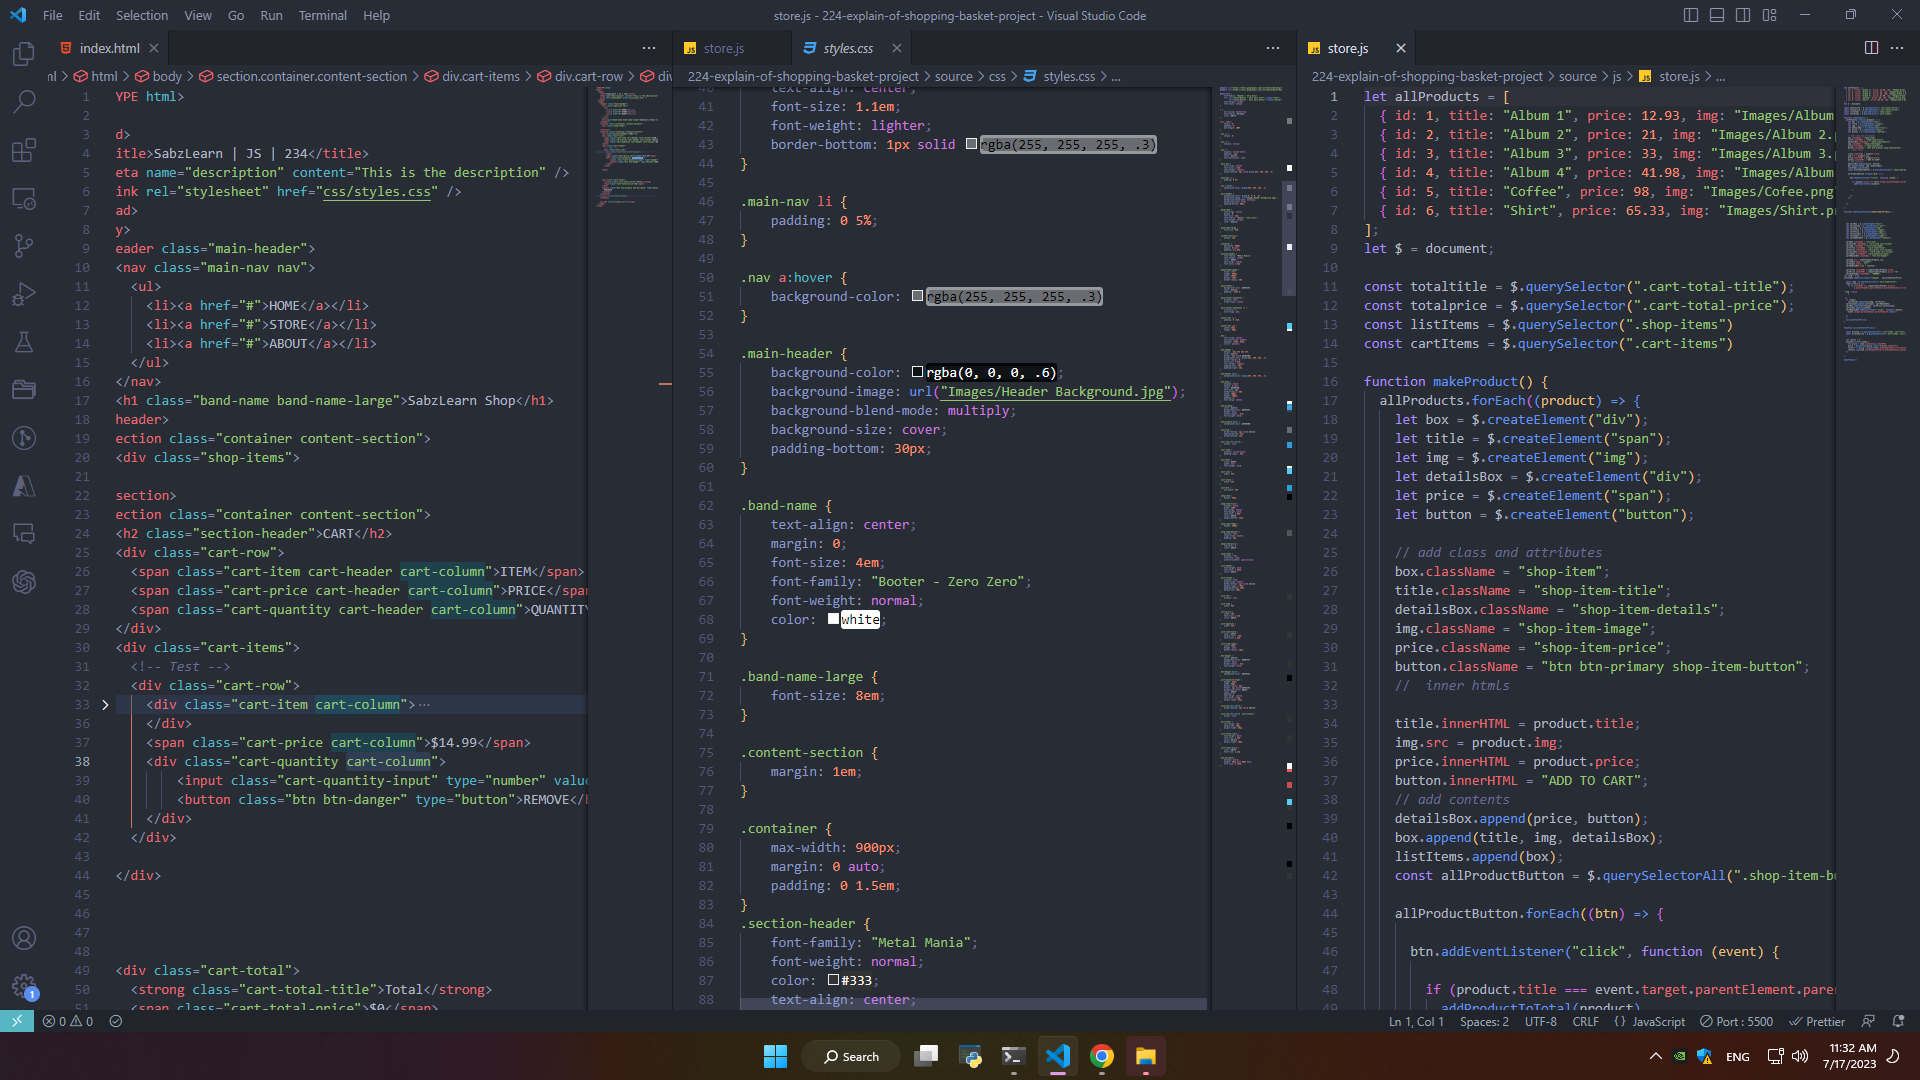 File Edit Selection View Go Run Terminal Help
store.js - 224-explain-of-shopping-basket-project - Visual Studio Code
index.html
html > body > section.container.content-section > div.cart-items > div.cart-row >
1 YPE html>
2
3 d>
4 itle>SabzLearn | JS | 234</title>
5 eta name="description" content="This is the description" />
6 ink rel="stylesheet" href="css/styles.css" />
7 ad>
8 y>
9 eader class="main-header">
10 <nav class="main-nav nav">
11 <ul>
12 <li><a href="#">HOME</a></li>
13 <li><a href="#">STORE</a></li>
14 <li><a href="#">ABOUT</a></li>
15 </ul>
16 </nav>
17 <h1 class="band-name band-name-large">SabzLearn Shop</h1>
18 header>
19 ection class="container content-section">
20 <div class="shop-items">
21
22 section>
23 ection class="container content-section">
24 <h2 class="section-header">CART</h2>
25 <div class="cart-row">
26 <span class="cart-item cart-header cart-column">ITEM</span>
27 <span class="cart-price cart-header cart-column">PRICE</span
28 <span class="cart-quantity cart-header cart-column">QUANTITY
29 </div>
30 <div class="cart-items">
31 <!-- Test -->
32 <div class="cart-row">
33 <div class="cart-item cart-column">…
36 </div>
37 <span class="cart-price cart-column">$14.99</span>
38 <div class="cart-quantity cart-column">
39 <input class="cart-quantity-input" type="number" value
40 <button class="btn btn-danger" type="button">REMOVE</
41 </div>
42 </div>
43
44 </div>
45
46
47
48
49 <div class="cart-total">
50 <strong class="cart-total-title">Total</strong>
51 <span class="cart-total-price">$0</span>
store.js
styles.css
224-explain-of-shopping-basket-project > source > css > styles.css > ...
40 text-align: center;
41 font-size: 1.1em;
42 font-weight: lighter;
43 border-bottom: 1px solid rgba(255, 255, 255, .3)
44 }
45
46 .main-nav li {
47 padding: 0 5%;
48 }
49
50 .nav a:hover {
51 background-color: rgba(255, 255, 255, .3)
52 }
53
54 .main-header {
55 background-color: rgba(0, 0, 0, .6);
56 background-image: url("Images/Header Background.jpg");
57 background-blend-mode: multiply;
58 background-size: cover;
59 padding-bottom: 30px;
60 }
61
62 .band-name {
63 text-align: center;
64 margin: 0;
65 font-size: 4em;
66 font-family: "Booter - Zero Zero";
67 font-weight: normal;
68 color: white;
69 }
70
71 .band-name-large {
72 font-size: 8em;
73 }
74
75 .content-section {
76 margin: 1em;
77 }
78
79 .container {
80 max-width: 900px;
81 margin: 0 auto;
82 padding: 0 1.5em;
83 }
84 .section-header {
85 font-family: "Metal Mania";
86 font-weight: normal;
87 color: #333;
88 text-align: center;
store.js
224-explain-of-shopping-basket-project > source > js > store.js > ...
1 let allProducts = [
2 { id: 1, title: "Album 1", price: 12.93, img: "Images/Album
3 { id: 2, title: "Album 2", price: 21, img: "Images/Album 2.
4 { id: 3, title: "Album 3", price: 33, img: "Images/Album 3.
5 { id: 4, title: "Album 4", price: 41.98, img: "Images/Album
6 { id: 5, title: "Coffee", price: 98, img: "Images/Cofee.png
7 { id: 6, title: "Shirt", price: 65.33, img: "Images/Shirt.pn
8 ];
9 let $ = document;
10
11 const totaltitle = $.querySelector(".cart-total-title");
12 const totalprice = $.querySelector(".cart-total-price");
13 const listItems = $.querySelector(".shop-items")
14 const cartItems = $.querySelector(".cart-items")
15
16 function makeProduct() {
17 allProducts.forEach((product) => {
18 let box = $.createElement("div");
19 let title = $.createElement("span");
20 let img = $.createElement("img");
21 let detailsBox = $.createElement("div");
22 let price = $.createElement("span");
23 let button = $.createElement("button");
24
25 // add class and attributes
26 box.className = "shop-item";
27 title.className = "shop-item-title";
28 detailsBox.className = "shop-item-details";
29 img.className = "shop-item-image";
30 price.className = "shop-item-price";
31 button.className = "btn btn-primary shop-item-button";
32 // inner htmls
33
34 title.innerHTML = product.title;
35 img.src = product.img;
36 price.innerHTML = product.price;
37 button.innerHTML = "ADD TO CART";
38 // add contents
39 detailsBox.append(price, button);
40 box.append(title, img, detailsBox);
41 listItems.append(box);
42 const allProductButton = $.querySelectorAll(".shop-item-bu
43
44 allProductButton.forEach((btn) => {
45
46 btn.addEventListener("click", function (event) {
47
48 if (product.title === event.target.parentElement.pare
49 addProductToTotal(product)
0 0
Ln 1, Col 1 Spaces: 2 UTF-8 CRLF {} JavaScript Port : 5500 Prettier
Search
ENG
11:32 AM
7/17/2023